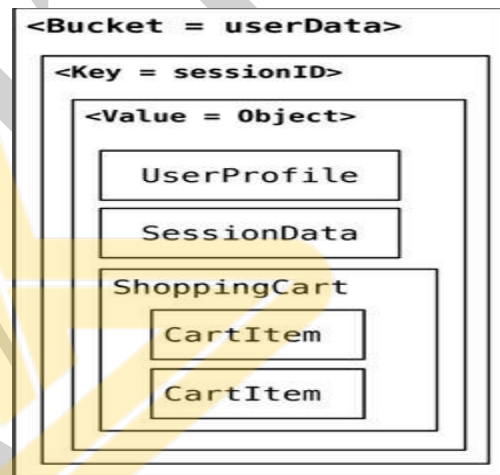 <Bucket = userData>
<Key = sessionID>
<Value = Object>
UserProfile
SessionData
ShoppingCart
CartItem
CartItem